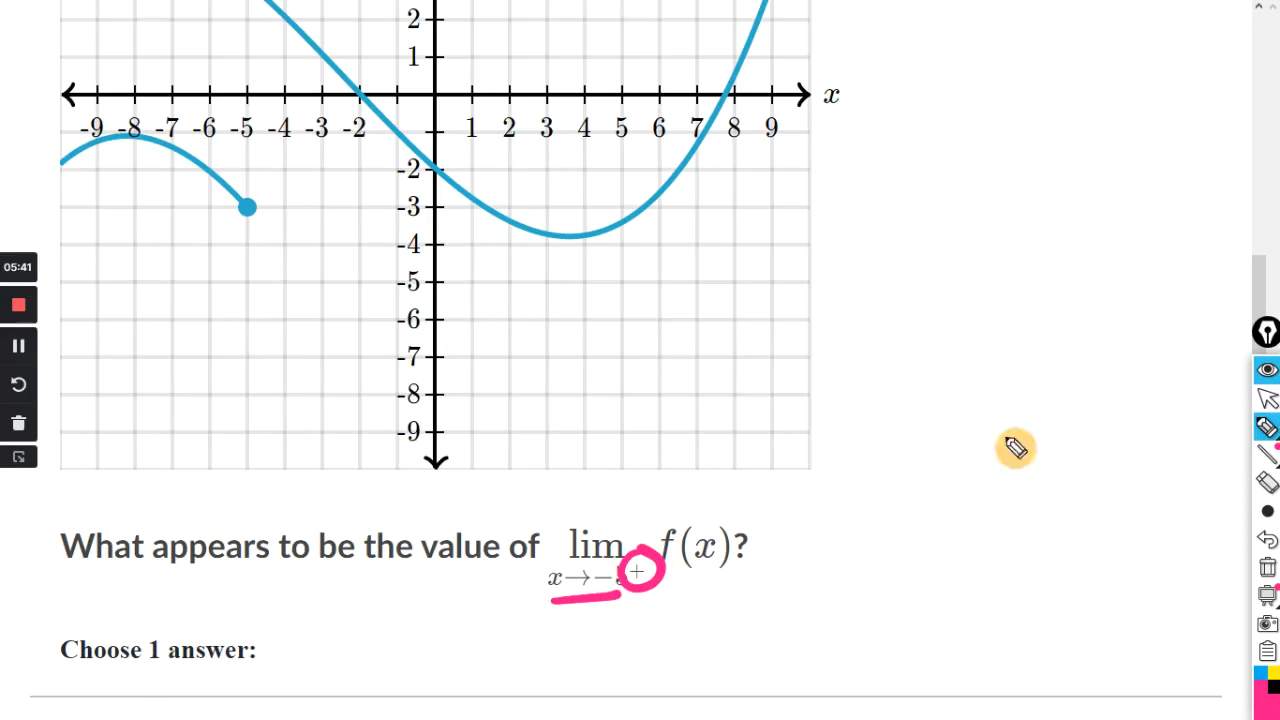 2
1
x
-9 -8 -7 -6 -5 -4 -3 -2 1 2 3 4 5 6 7 8 9
-2
-3
-4
05:41
-5
-6
-7
-8
-9
What appears to be the value of lim f(x)?
x→−5+
Choose 1 answer: